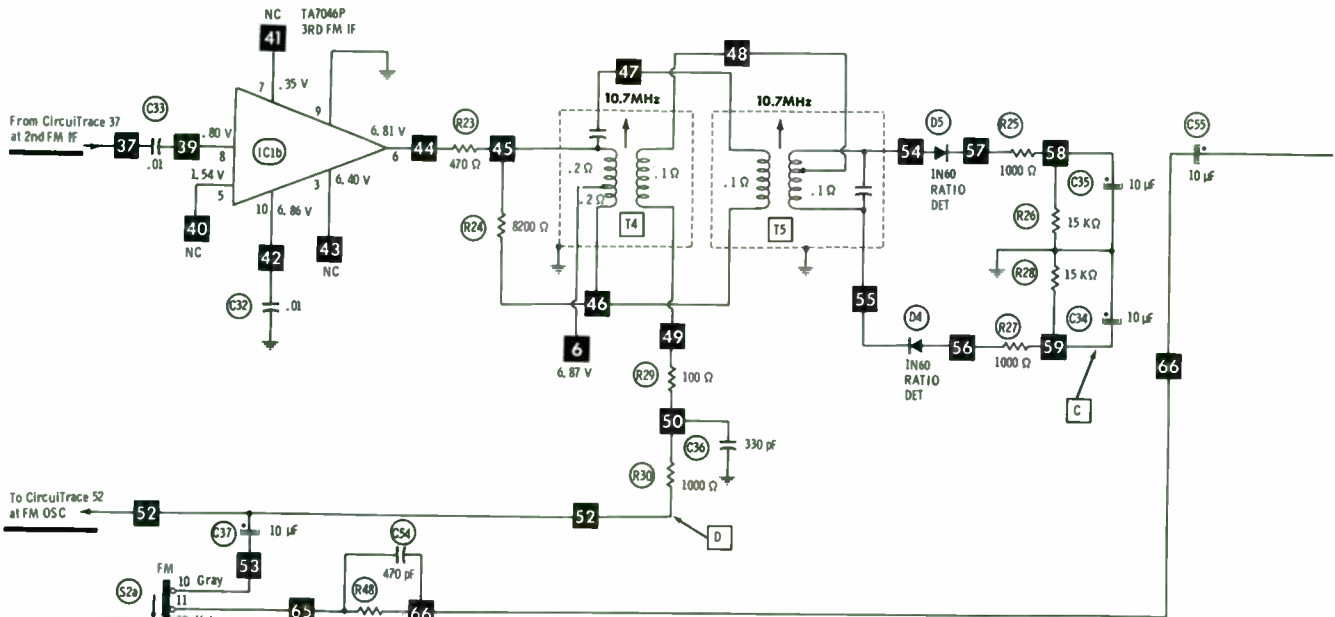 NC
TA7046P
3RD FM IF
41
7
.35 V
9
48
47
10.7MHz
10.7MHz
C33
From CircuiTrace 37
at 2nd FM IF
37
39
.01
.80 V
8
IC1b
6.81 V
6
44
R23
470 Ω
45
1.54 V
5
3
6.40 V
10
6.86 V
40
NC
42
43
NC
C32
.01
R24
8200 Ω
.2 Ω
.2 Ω
.1 Ω
T4
.1 Ω
.1 Ω
T5
54
D5
1N60
RATIO
DET
57
R25
1000 Ω
58
C35
10 µF
R26
15 KΩ
R28
15 KΩ
C34
10 µF
C55
10 µF
46
6
6.87 V
49
55
D4
1N60
RATIO
DET
56
R27
1000 Ω
59
C
66
R29
100 Ω
50
C36
330 pF
R30
1000 Ω
To CircuiTrace 52
at FM OSC
52
52
D
C37
10 µF
53
C54
470 pF
FM
S2a
10 Gray
11
65
R48
66